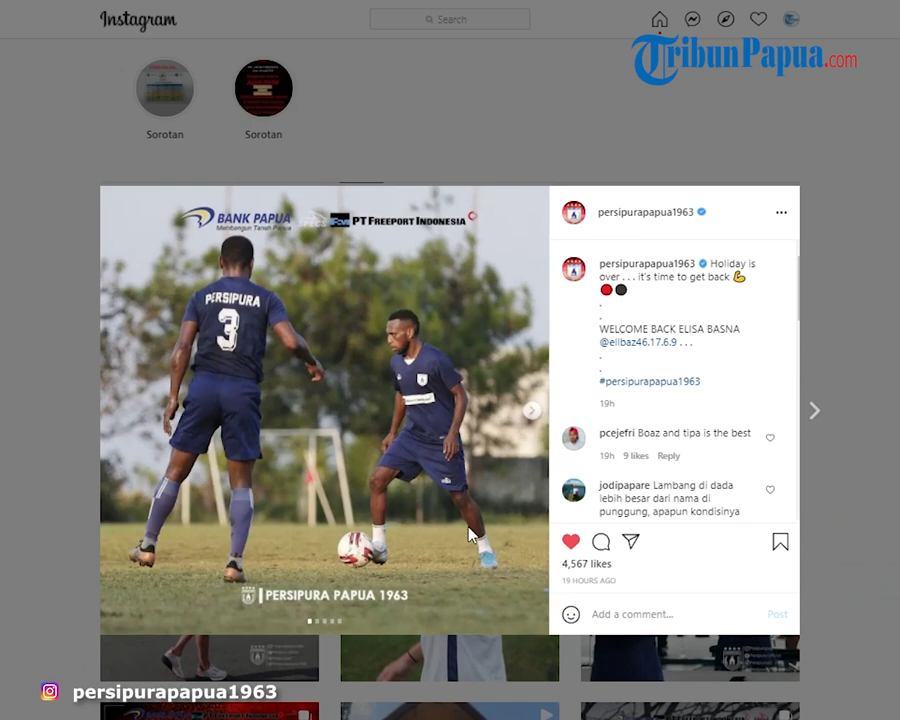 Instagram
Search
TribunPapua.com
Sorotan
Sorotan
BANK PAPUA
Membangun Tanah Papua
PT FREEPORT INDONESIA
PERSIPURA
3
PERSIPURA PAPUA 1963
persipurapapua1963
persipurapapua1963 Holiday is
over . . . it's time to get back
.
.
WELCOME BACK ELISA BASNA
@ellbaz46.17.6.9 . . .
.
.
#persipurapapua1963
19h
pcejefri Boaz and tipa is the best
19h 9 likes Reply
jodipapare Lambang di dada
lebih besar dari nama di
punggung, apapun kondisinya
4,567 likes
19 HOURS AGO
Add a comment...
Post
persipurapapua1963